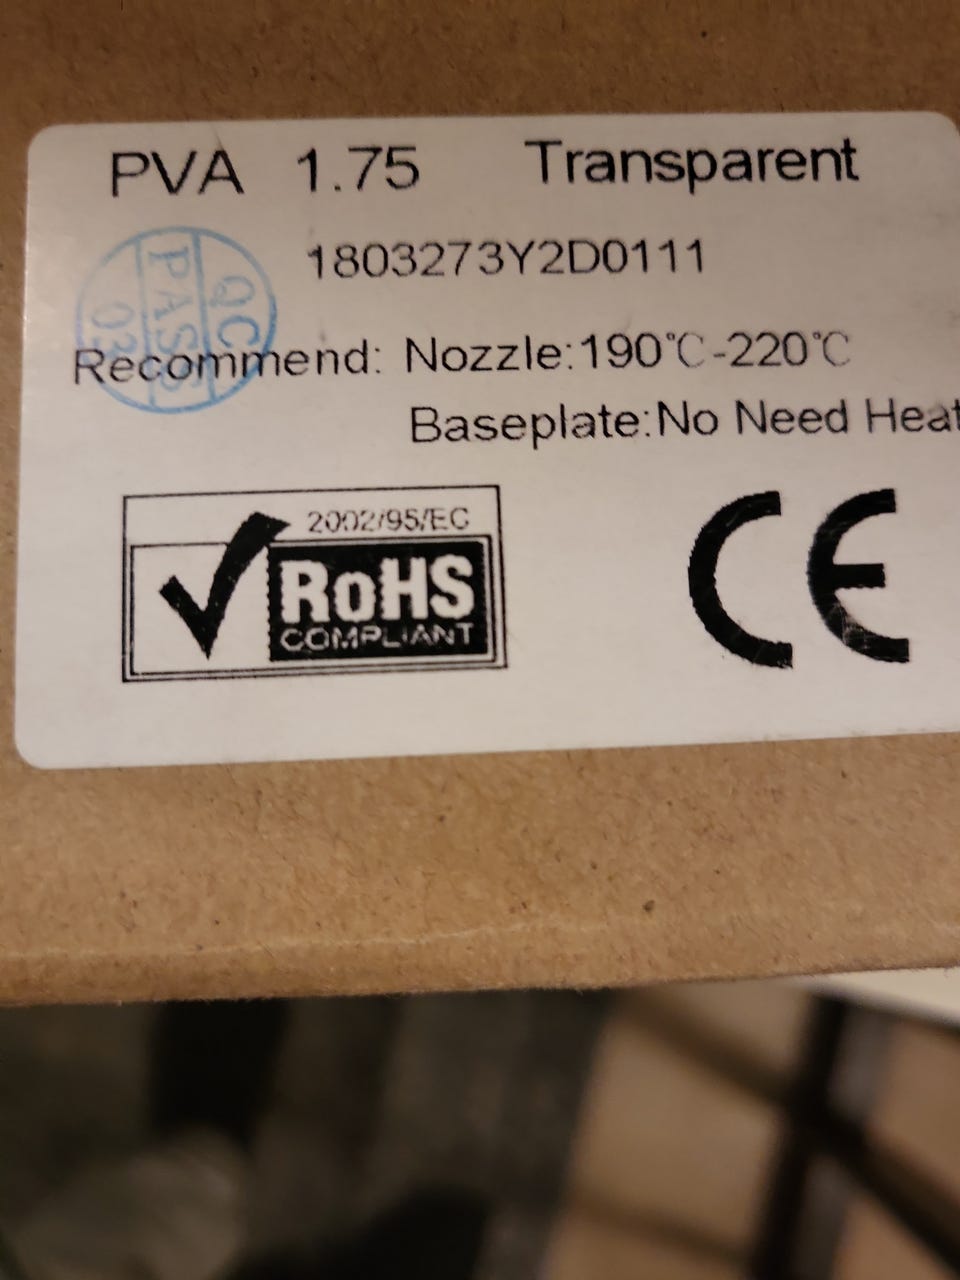 PVA 1.75 Transparent
1803273Y2D0111
QC
PASS
03
Recommend: Nozzle:190℃-220℃
Baseplate:No Need Heat
2002/95/EC
RoHS
COMPLIANT
CE